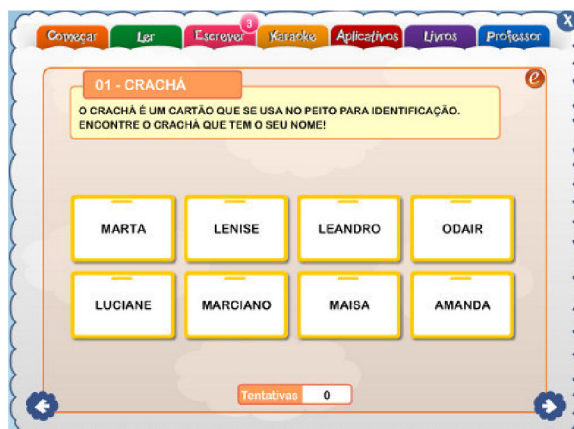 3
X
Começar Ler Escrever Karaoke Aplicativos Livros Professor
e
01 - CRACHÁ
O CRACHÁ É UM CARTÃO QUE SE USA NO PEITO PARA IDENTIFICAÇÃO.
ENCONTRE O CRACHÁ QUE TEM O SEU NOME!
MARTA LENISE LEANDRO ODAIR
LUCIANE MARCIANO MAISA AMANDA
Tentativas 0